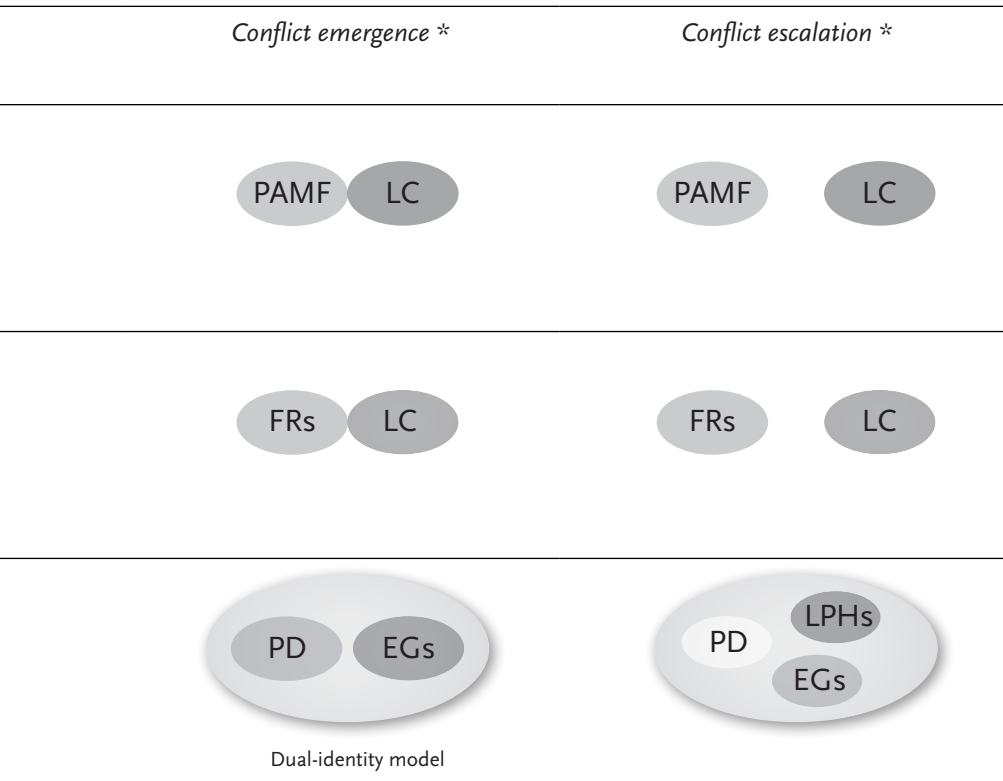 Conflict emergence * Conflict escalation *
PAMF LC PAMF LC
FRs LC FRs LC
PD EGs PD LPHs
EGs
Dual-identity model